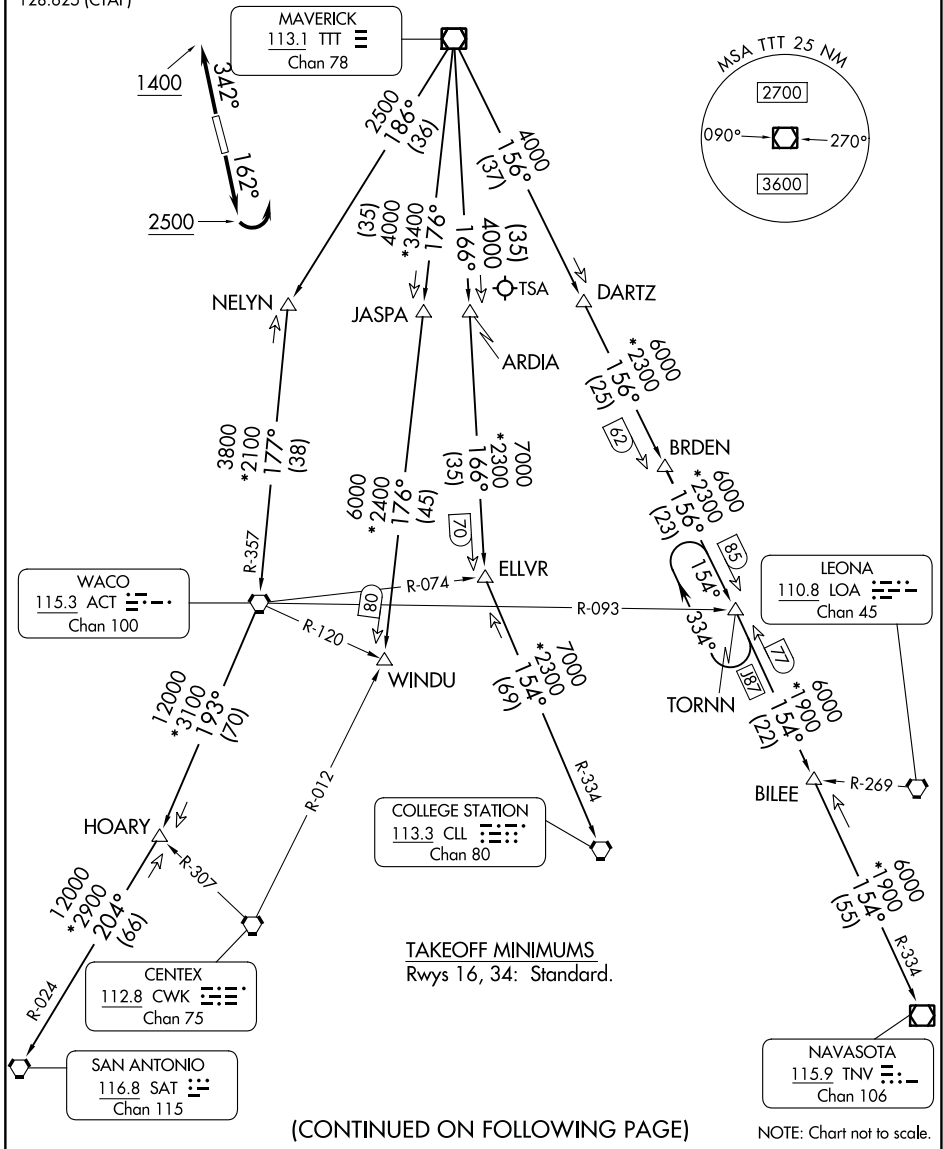 MAVERICK
113.1 TTT
Chan 78
1400
342°
162°
2500
MSA TTT 25 NM
2700
090°
270°
3600
2500
186°
(36)
(35)
4000
*3400
176°
(35)
4000
166°
4000
156°
(37)
TSA
NELYN
JASPA
ARDIA
DARTZ
6000
*2300
156°
(25)
62
BRDEN
3800
*2100
177°
(38)
6000
*2400
176°
(45)
7000
*2300
166°
(35)
70
6000
*2300
156°
(23)
85
R-357
WACO
115.3 ACT
Chan 100
R-074
ELLVR
80
R-120
R-093
154°
334°
LEONA
110.8 LOA
Chan 45
WINDU
TORNN
J87
77
12000
*3100
193°
(70)
7000
*2300
154°
(69)
6000
*1900
154°
(22)
R-012
R-334
BILEE
R-269
HOARY
R-307
COLLEGE STATION
113.3 CLL
Chan 80
12000
*2900
204°
(66)
6000
*1900
154°
(55)
R-334
R-024
TAKEOFF MINIMUMS
Rwys 16, 34: Standard.
CENTEX
112.8 CWK
Chan 75
SAN ANTONIO
116.8 SAT
Chan 115
NAVASOTA
115.9 TNV
Chan 106
(CONTINUED ON FOLLOWING PAGE)
NOTE: Chart not to scale.